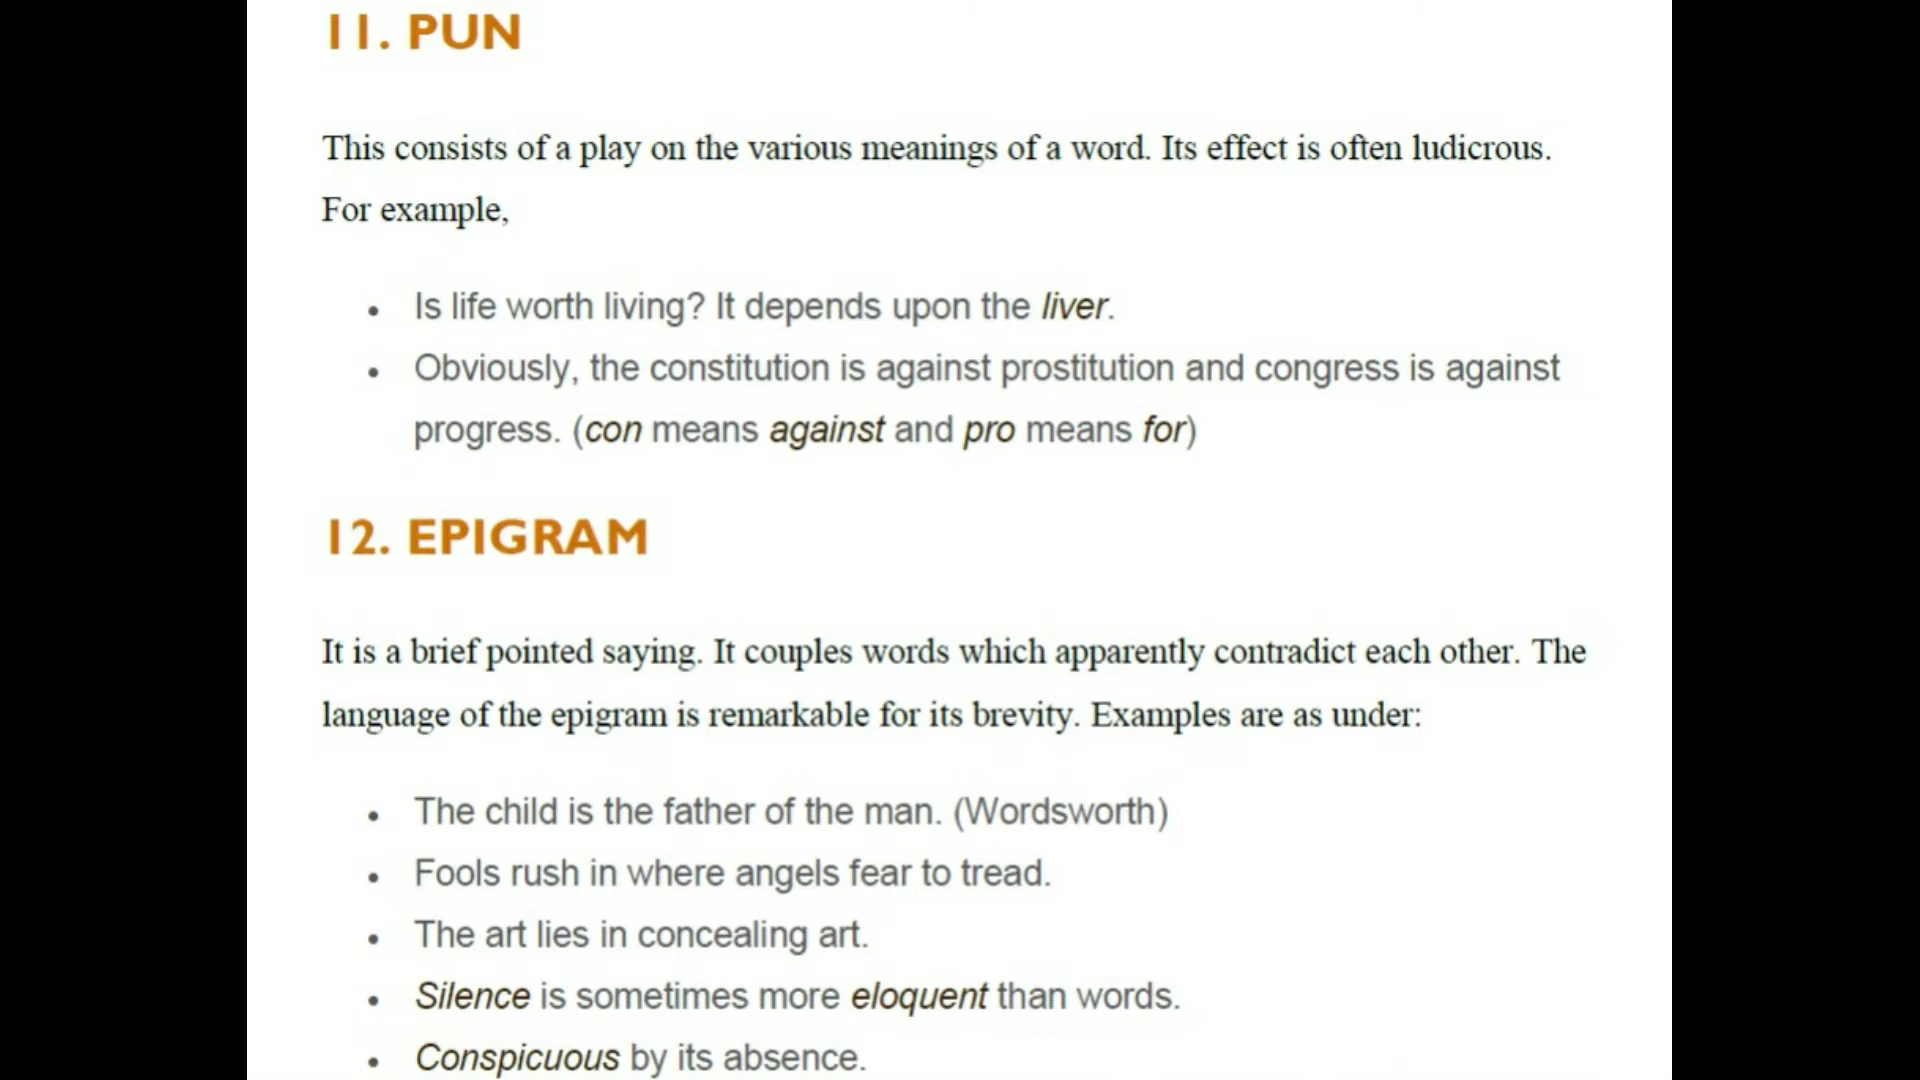 11. PUN
This consists of a play on the various meanings of a word. Its effect is often ludicrous.
For example,
• Is life worth living? It depends upon the liver.
• Obviously, the constitution is against prostitution and congress is against
progress. (con means against and pro means for)
12. EPIGRAM
It is a brief pointed saying. It couples words which apparently contradict each other. The
language of the epigram is remarkable for its brevity. Examples are as under:
• The child is the father of the man. (Wordsworth)
• Fools rush in where angels fear to tread.
• The art lies in concealing art.
• Silence is sometimes more eloquent than words.
• Conspicuous by its absence.